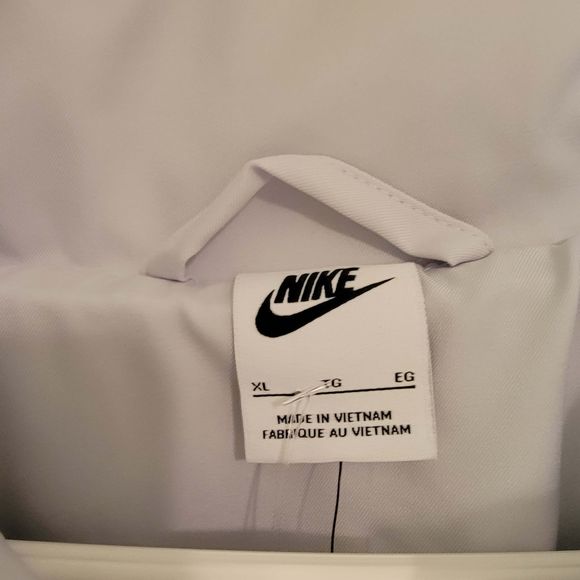 NIKE
XL TG EG
MADE IN VIETNAM
FABRIQUE AU VIETNAM